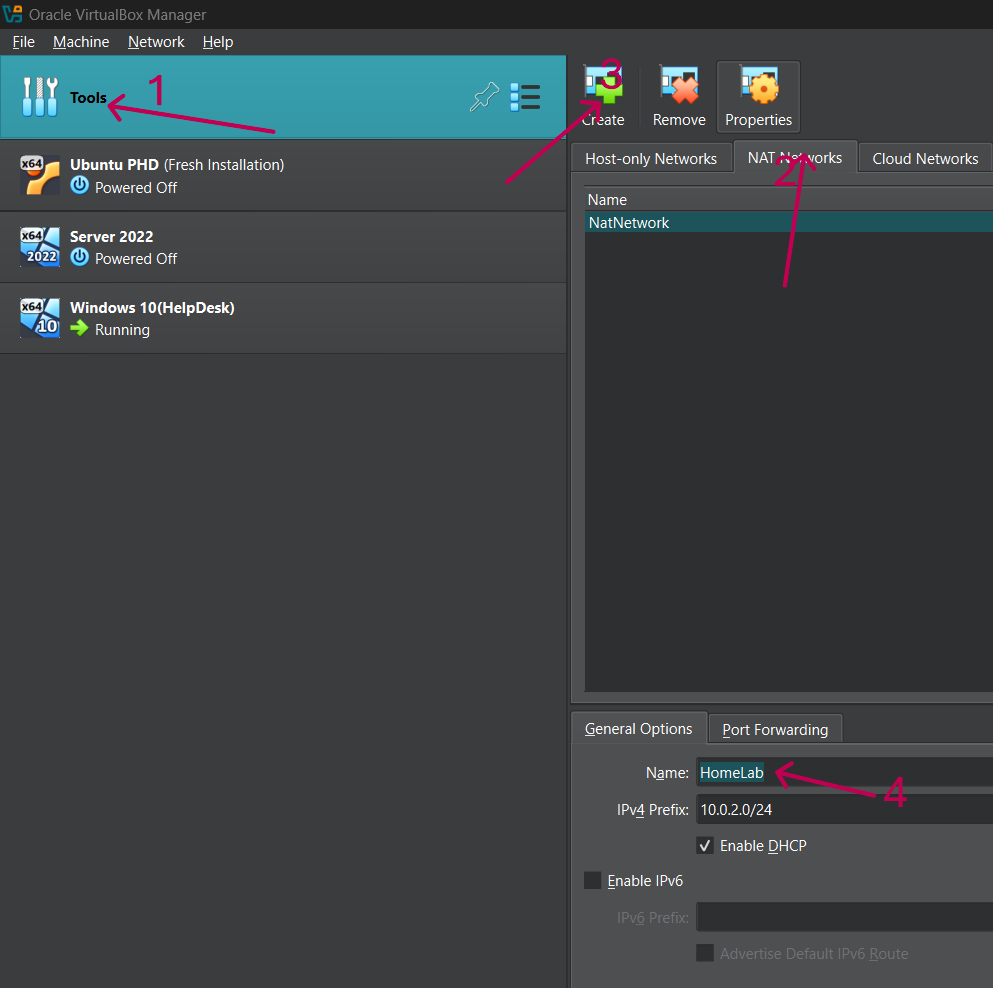 Oracle VirtualBox Manager
File Machine Network Help
Tools
1
x64
Ubuntu PHD (Fresh Installation)
Powered Off
x64
2022
Server 2022
Powered Off
x64
10
Windows 10(HelpDesk)
Running
3
Create Remove Properties
Host-only Networks NAT Networks Cloud Networks
2
Name
NatNetwork
General Options Port Forwarding
Name: HomeLab
4
IPv4 Prefix: 10.0.2.0/24
Enable DHCP
Enable IPv6
IPv6 Prefix:
Advertise Default IPv6 Route